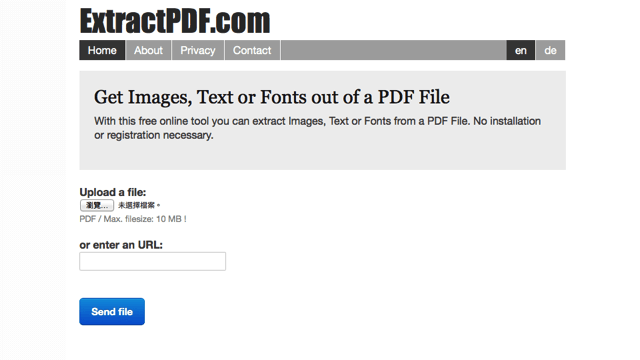 ExtractPDF.com
Home About Privacy Contact en de
Get Images, Text or Fonts out of a PDF File
With this free online tool you can extract Images, Text or Fonts from a PDF File. No installation
or registration necessary.
Upload a file:
瀏覽... 未選擇檔案。
PDF / Max. filesize: 10 MB !
or enter an URL:
Send file